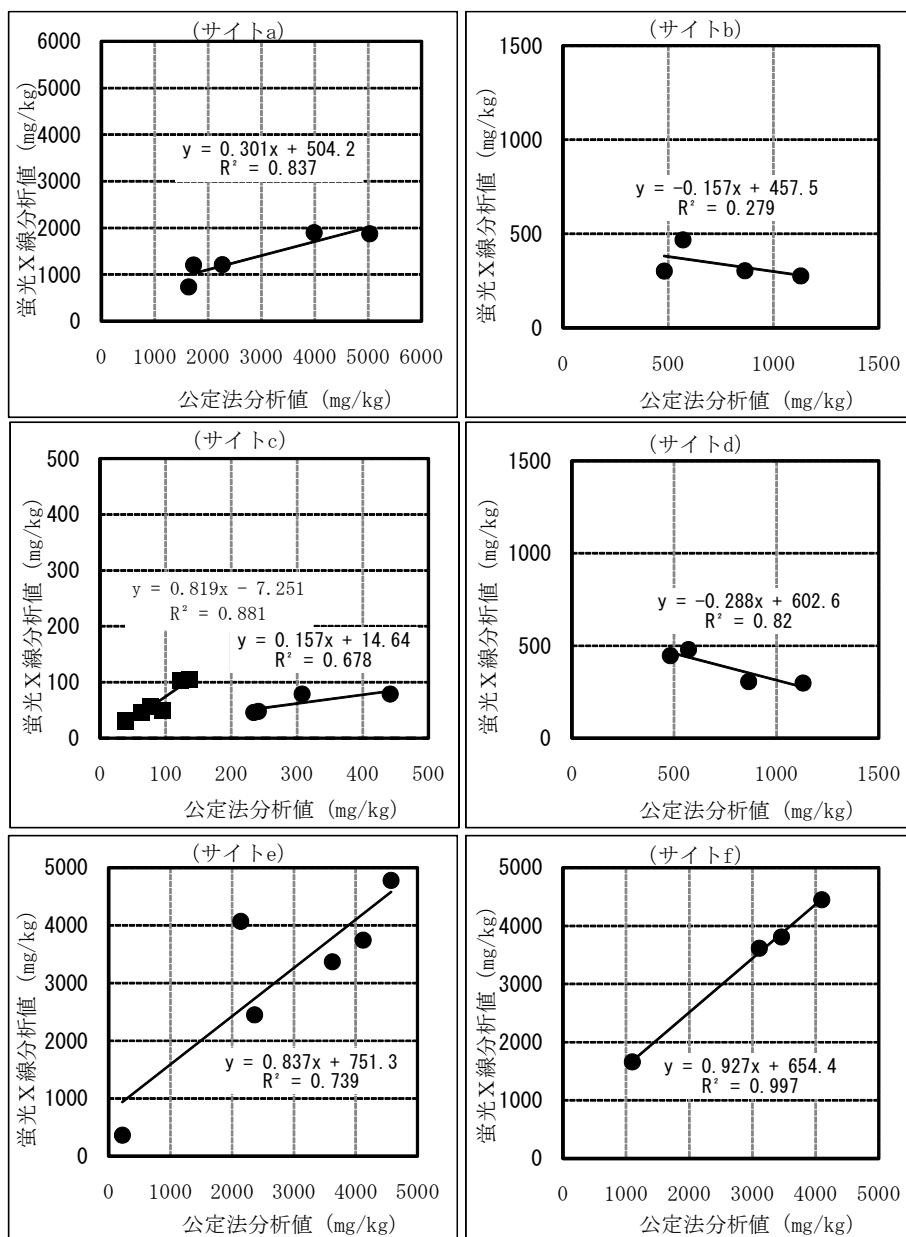 (サイトa)
蛍光X線分析値 (mg/kg)
6000
5000
4000
3000
2000
1000
0
y = 0.301x + 504.2
R² = 0.837
0 1000 2000 3000 4000 5000 6000
公定法分析値 (mg/kg)
(サイトb)
蛍光X線分析値 (mg/kg)
1500
1000
500
0
y = -0.157x + 457.5
R² = 0.279
0 500 1000 1500
公定法分析値 (mg/kg)
(サイトc)
蛍光X線分析値 (mg/kg)
500
400
300
200
100
0
y = 0.819x - 7.251
R² = 0.881
y = 0.157x + 14.64
R² = 0.678
0 100 200 300 400 500
公定法分析値 (mg/kg)
(サイトd)
蛍光X線分析値 (mg/kg)
1500
1000
500
0
y = -0.288x + 602.6
R² = 0.82
0 500 1000 1500
公定法分析値 (mg/kg)
(サイトe)
蛍光X線分析値 (mg/kg)
5000
4000
3000
2000
1000
0
y = 0.837x + 751.3
R² = 0.739
0 1000 2000 3000 4000 5000
公定法分析値 (mg/kg)
(サイトf)
蛍光X線分析値 (mg/kg)
5000
4000
3000
2000
1000
0
y = 0.927x + 654.4
R² = 0.997
0 1000 2000 3000 4000 5000
公定法分析値 (mg/kg)